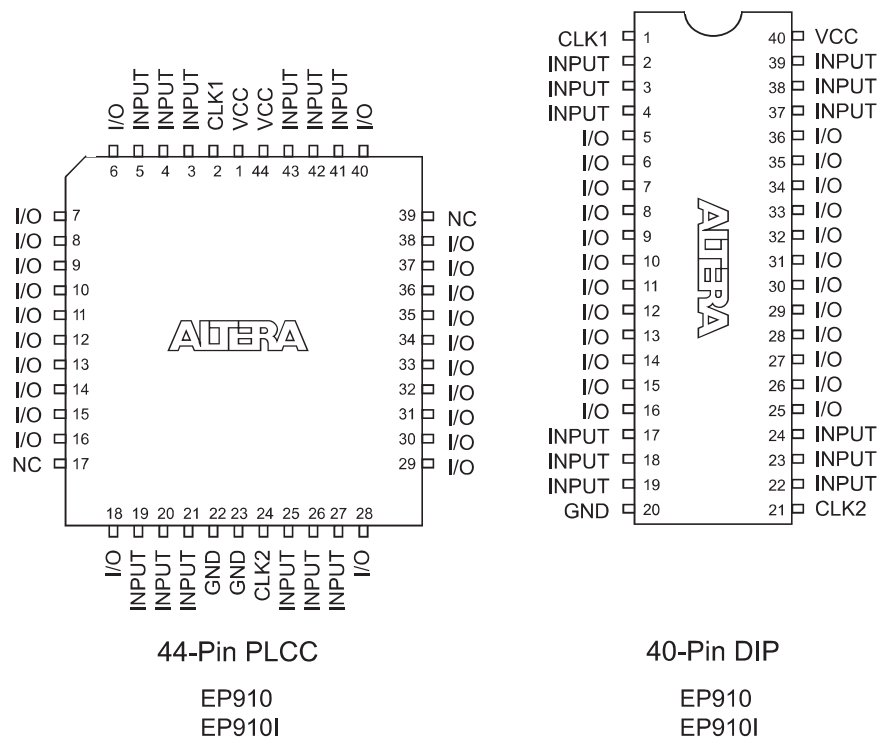 I/O INPUT INPUT INPUT CLK1 VCC VCC INPUT INPUT INPUT I/O
6 5 4 3 2 1 44 43 42 41 40
I/O 7 39 NC
I/O 8 38 I/O
I/O 9 37 I/O
I/O 10 36 I/O
I/O 11 35 I/O
I/O 12 34 I/O
I/O 13 33 I/O
I/O 14 32 I/O
I/O 15 31 I/O
I/O 16 30 I/O
NC 17 29 I/O
ALTERA
18 19 20 21 22 23 24 25 26 27 28
I/O INPUT INPUT INPUT GND GND CLK2 INPUT INPUT INPUT I/O
44-Pin PLCC
EP910
EP910I
CLK1 1 40 VCC
INPUT 2 39 INPUT
INPUT 3 38 INPUT
INPUT 4 37 INPUT
I/O 5 36 I/O
I/O 6 35 I/O
I/O 7 34 I/O
I/O 8 33 I/O
I/O 9 32 I/O
I/O 10 31 I/O
I/O 11 30 I/O
I/O 12 29 I/O
I/O 13 28 I/O
I/O 14 27 I/O
I/O 15 26 I/O
I/O 16 25 I/O
INPUT 17 24 INPUT
INPUT 18 23 INPUT
INPUT 19 22 INPUT
GND 20 21 CLK2
ALTERA
40-Pin DIP
EP910
EP910I